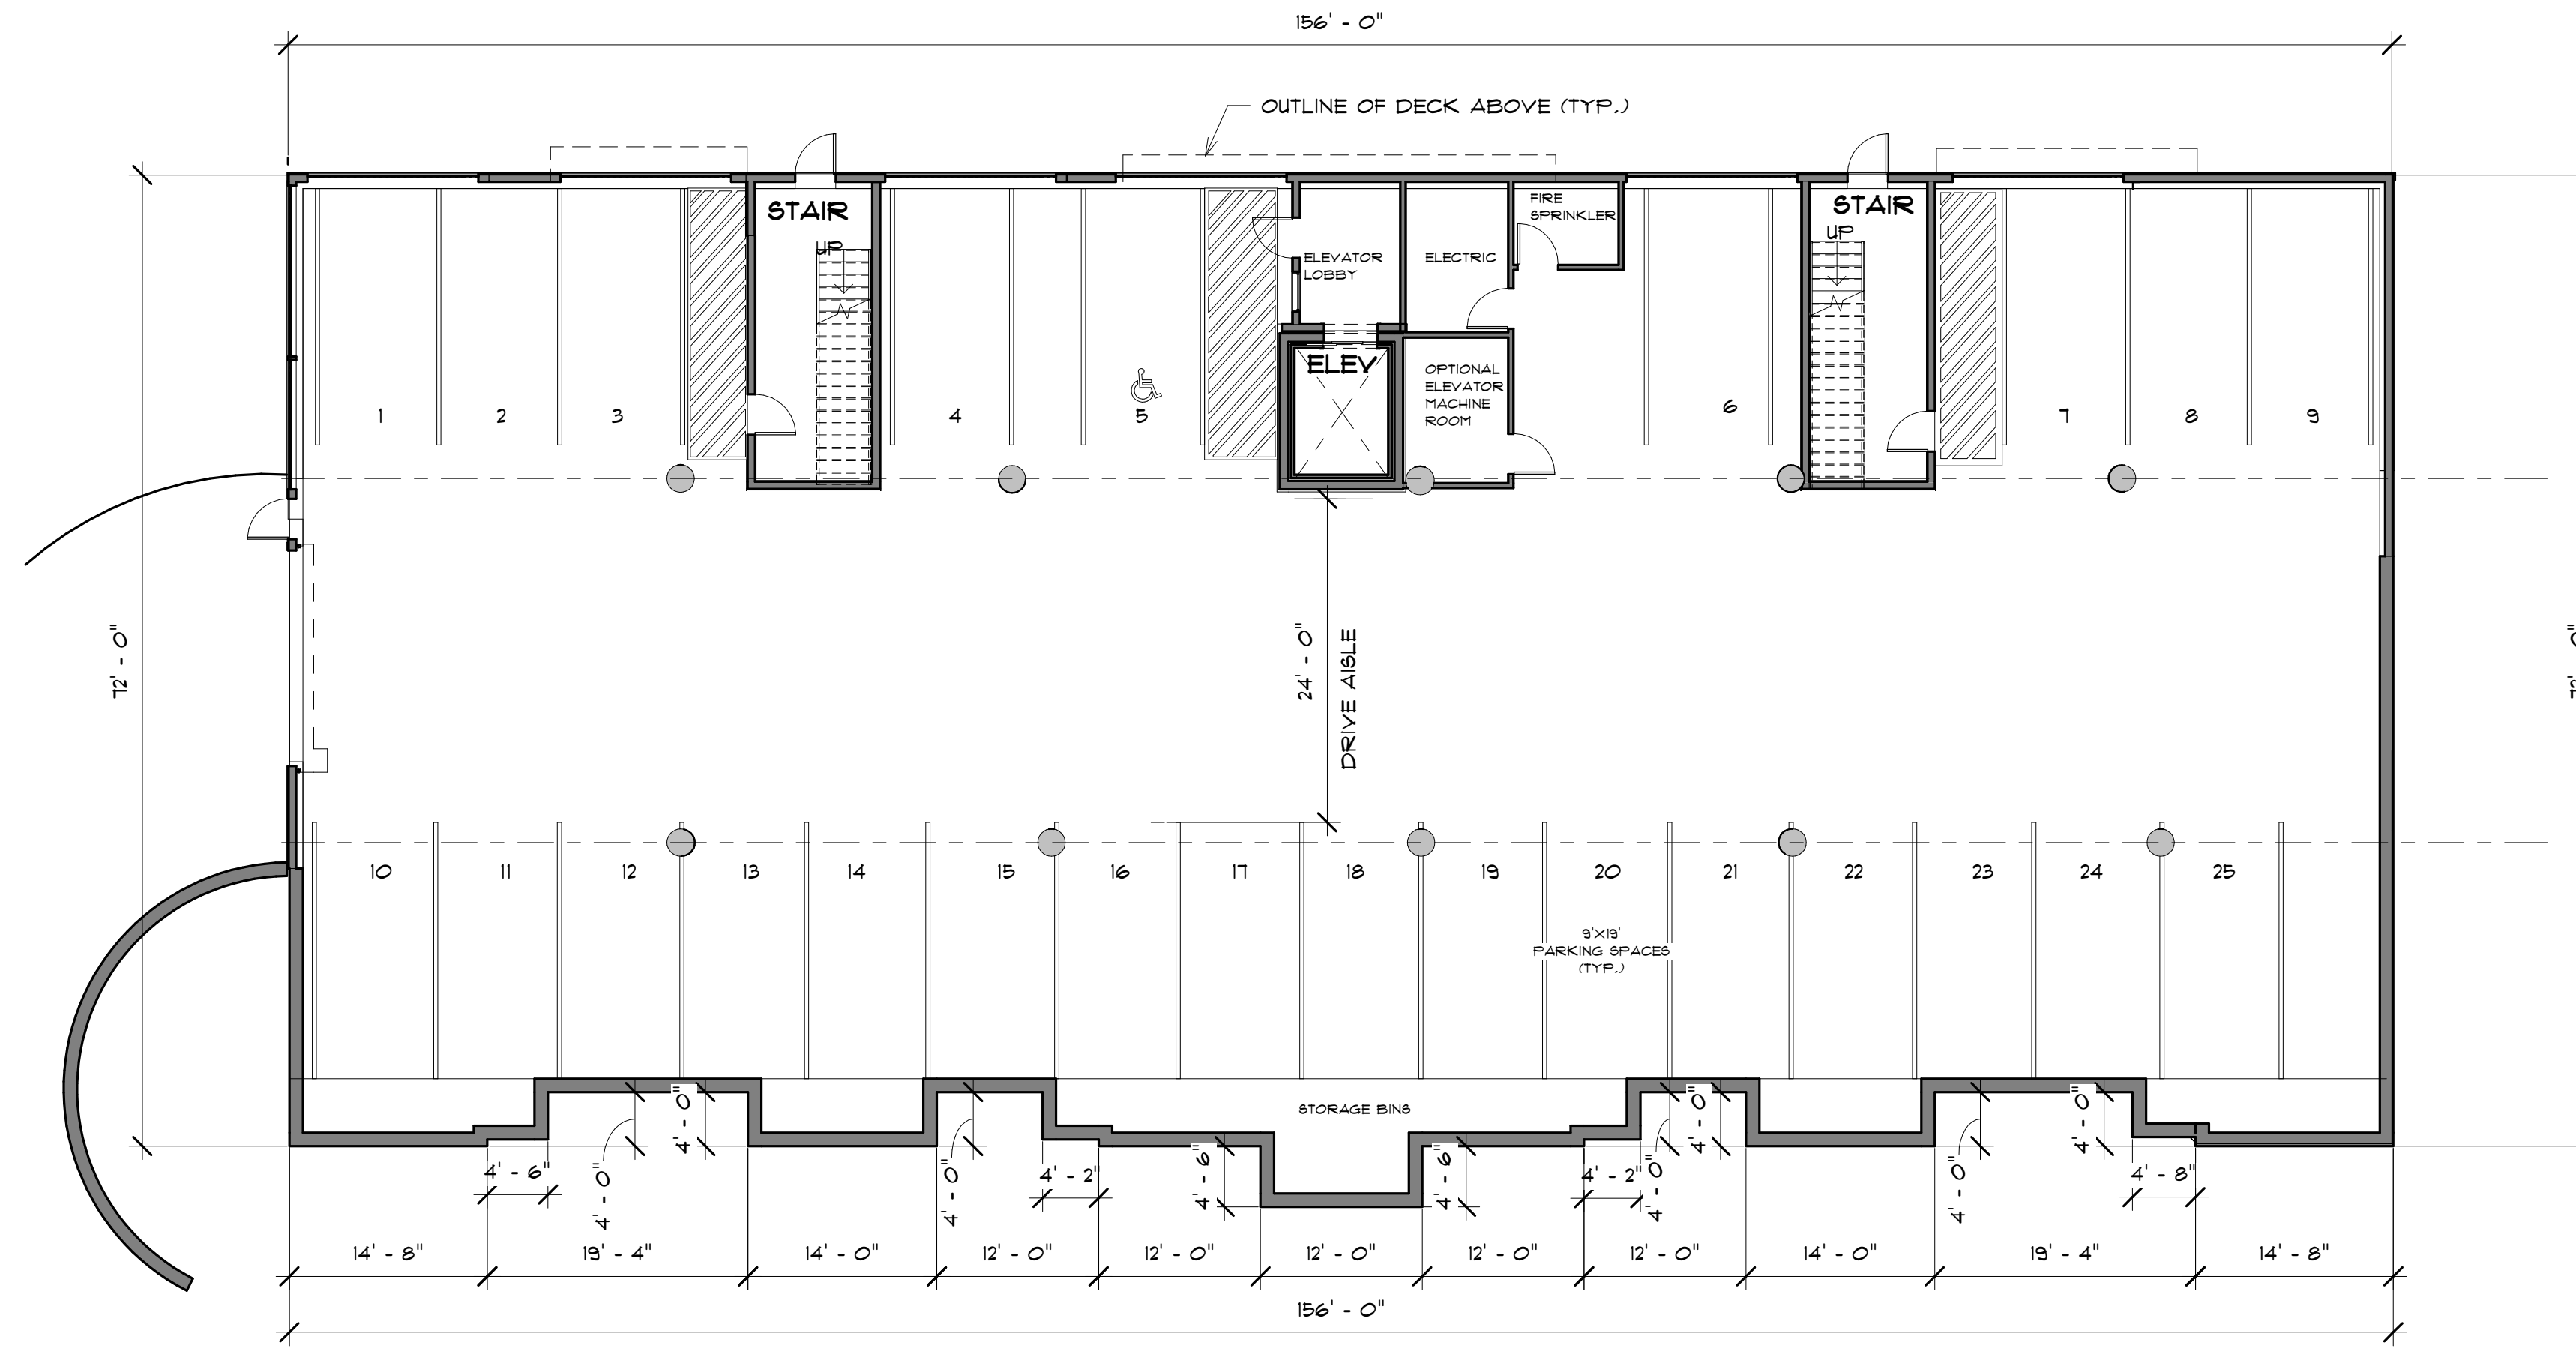 156' - 0"
OUTLINE OF DECK ABOVE (TYP.)
STAIR
UP
ELEVATOR
LOBBY
ELECTRIC
FIRE
SPRINKLER
STAIR
UP
ELEV
OPTIONAL
ELEVATOR
MACHINE
ROOM
1
2
3
4
5
6
7
8
9
72' - 0"
24' - 0"
DRIVE AISLE
10
11
12
13
14
15
16
17
18
19
20
21
22
23
24
25
9'X19'
PARKING SPACES
(TYP.)
STORAGE BINS
4' - 6"
4' - 0"
4' - 0"
4' - 0"
4' - 2"
4' - 6"
4' - 6"
4' - 2"
4' - 0"
4' - 0"
4' - 0"
4' - 0"
4' - 8"
14' - 8"
19' - 4"
14' - 0"
12' - 0"
12' - 0"
12' - 0"
12' - 0"
12' - 0"
14' - 0"
19' - 4"
14' - 8"
156' - 0"